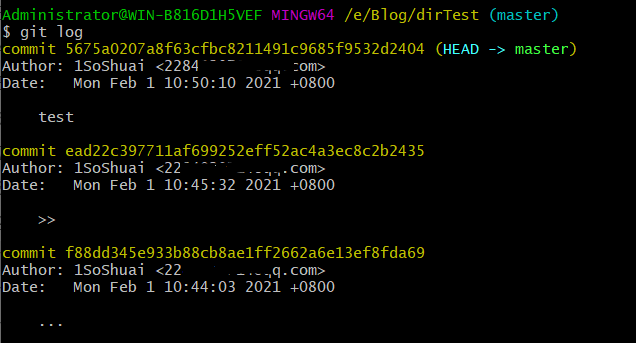 Administrator@WIN-B816D1H5VEF MINGW64 /e/Blog/dirTest (master)
$ git log
commit 5675a0207a8f63cfbc8211491c9685f9532d2404 (HEAD -> master)
Author: 1SoShuai <2284 .com>
Date: Mon Feb 1 10:50:10 2021 +0800
test
commit ead22c397711af699252eff52ac4a3ec8c2b2435
Author: 1SoShuai <22 qq.com>
Date: Mon Feb 1 10:45:32 2021 +0800
>>
commit f88dd345e933b88cb8ae1ff2662a6e13ef8fda69
Author: 1SoShuai <22 qq.com>
Date: Mon Feb 1 10:44:03 2021 +0800
...